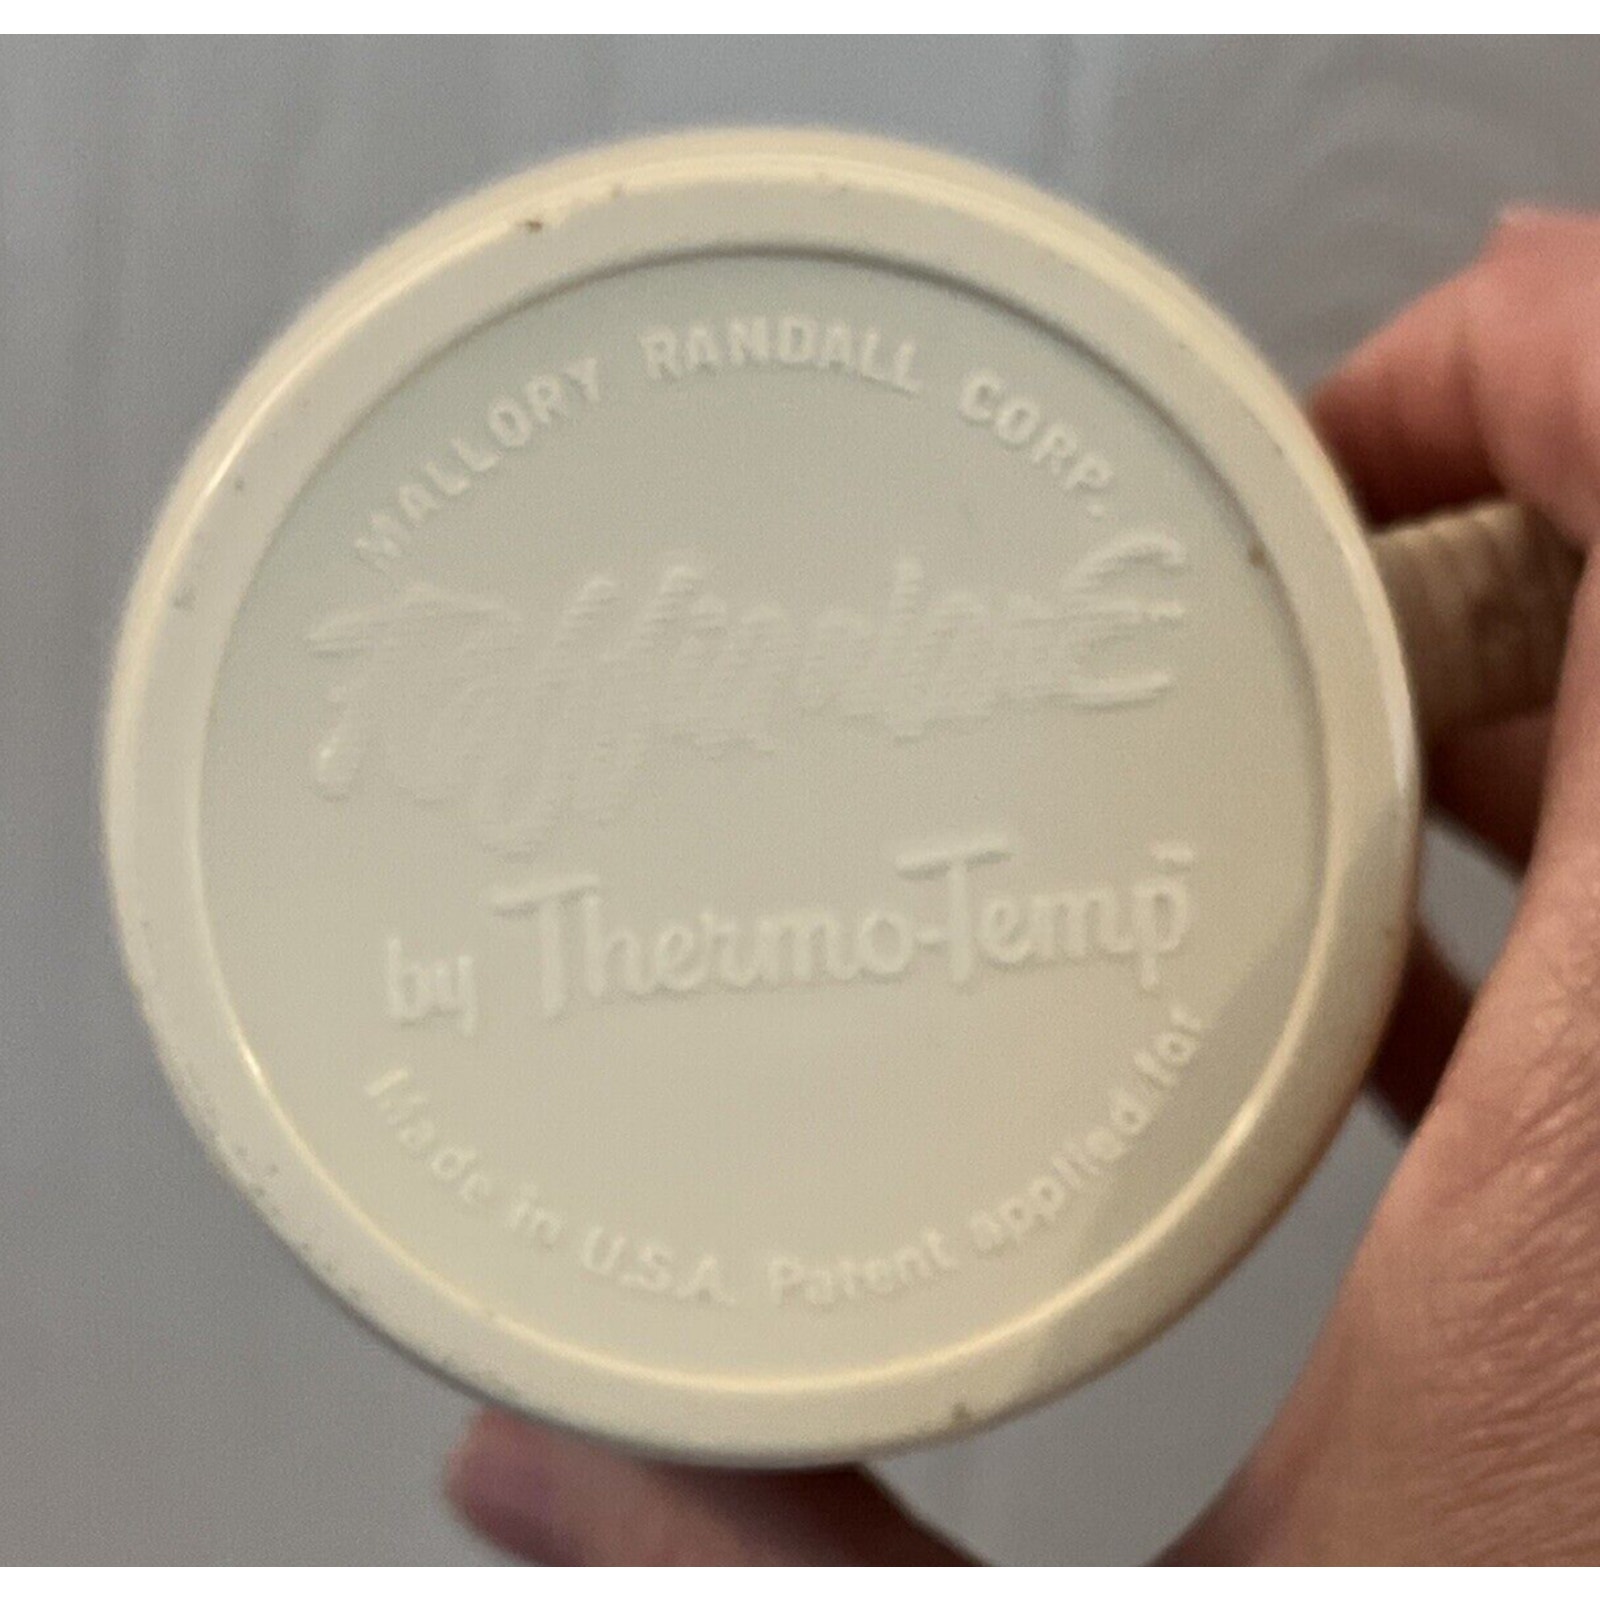 MALLORY RANDALL CORP.
by Thermo-Temp
Made in U.S.A. Patent applied for